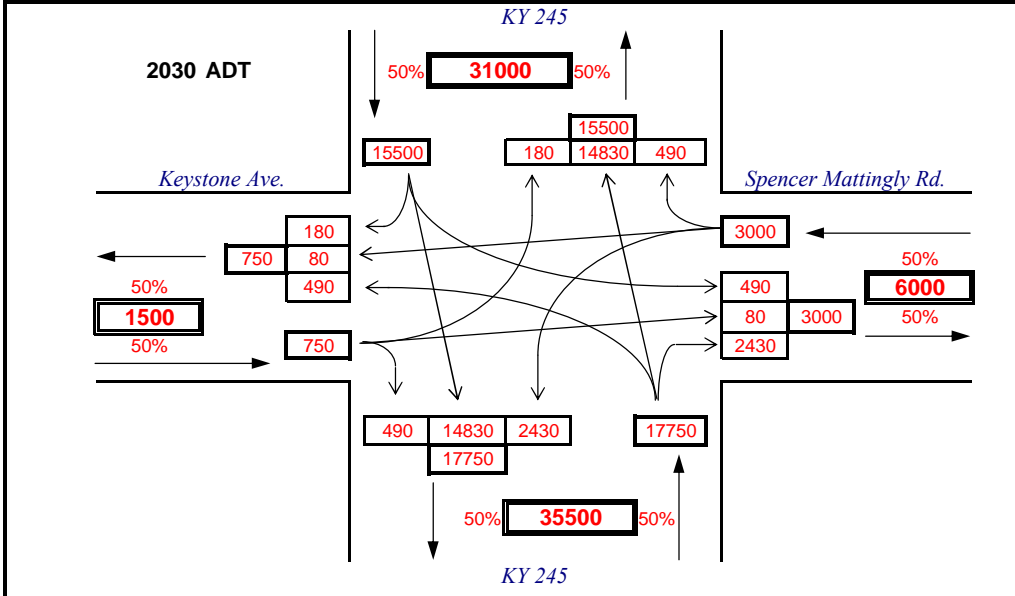 KY 245
2030 ADT
50% 31000 50%
15500
15500 180 14830 490
Keystone Ave. Spencer Mattingly Rd.
180 3000
750 80 50%
50% 490 490 6000
1500 80 3000 50%
50% 750 2430
490 14830 2430 17750
17750
50% 35500 50%
KY 245